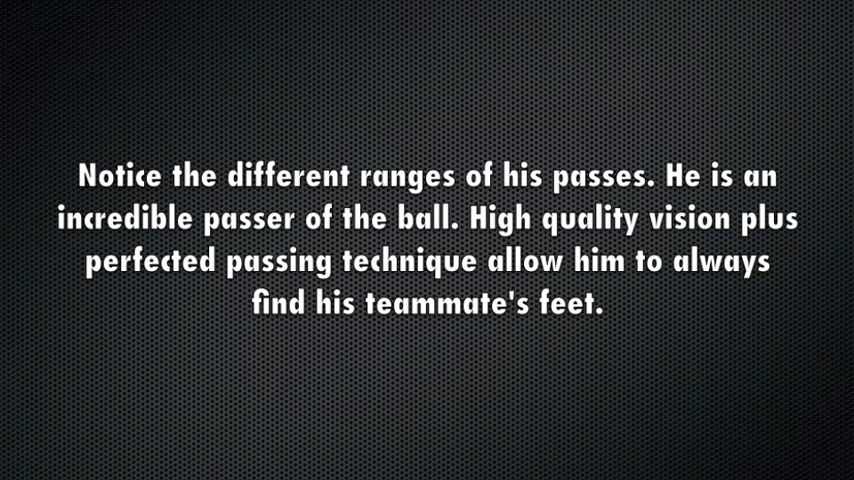 Notice the different ranges of his passes. He is an
incredible passer of the ball. High quality vision plus
perfected passing technique allow him to always
find his teammate's feet.